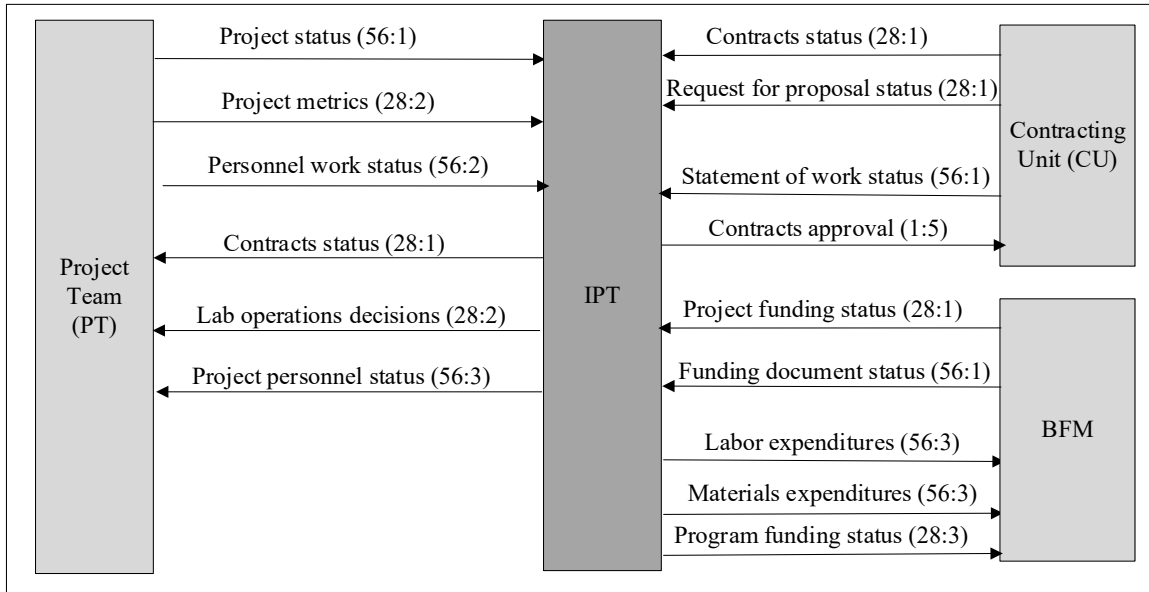 Project status (56:1)
Project metrics (28:2)
Personnel work status (56:2)
Contracts status (28:1)
Lab operations decisions (28:2)
Project personnel status (56:3)
Project
Team
(PT)
IPT
Contracts status (28:1)
Request for proposal status (28:1)
Statement of work status (56:1)
Contracts approval (1:5)
Contracting
Unit (CU)
Project funding status (28:1)
Funding document status (56:1)
Labor expenditures (56:3)
Materials expenditures (56:3)
Program funding status (28:3)
BFM